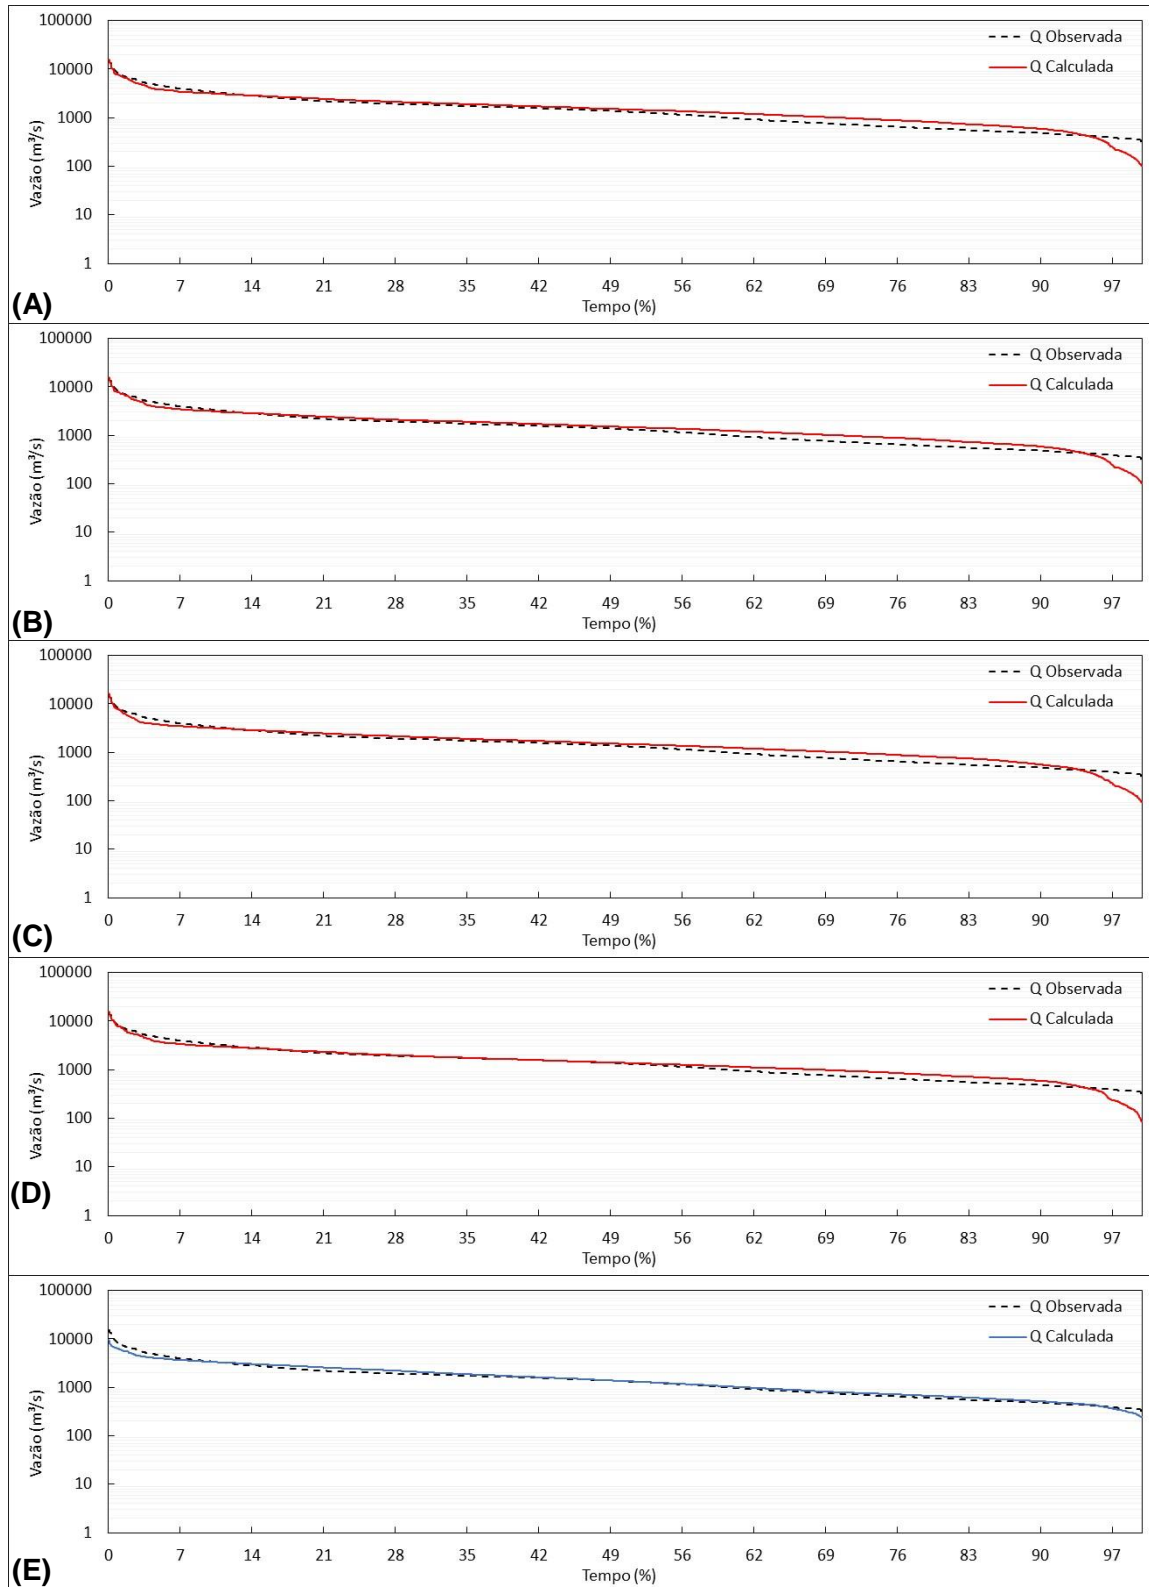 100000
Q Observada
10000
Q Calculada
1000
100
10
1
Vazão (m³/s)
0 7 14 21 28 35 42 49 56 62 69 76 83 90 97
Tempo (%)
(A)
100000
Q Observada
10000
Q Calculada
1000
100
10
1
Vazão (m³/s)
0 7 14 21 28 35 42 49 56 62 69 76 83 90 97
Tempo (%)
(B)
100000
Q Observada
10000
Q Calculada
1000
100
10
1
Vazão (m³/s)
0 7 14 21 28 35 42 49 56 62 69 76 83 90 97
Tempo (%)
(C)
100000
Q Observada
10000
Q Calculada
1000
100
10
1
Vazão (m³/s)
0 7 14 21 28 35 42 49 56 62 69 76 83 90 97
Tempo (%)
(D)
100000
Q Observada
10000
Q Calculada
1000
100
10
1
Vazão (m³/s)
0 7 14 21 28 35 42 49 56 62 69 76 83 90 97
Tempo (%)
(E)